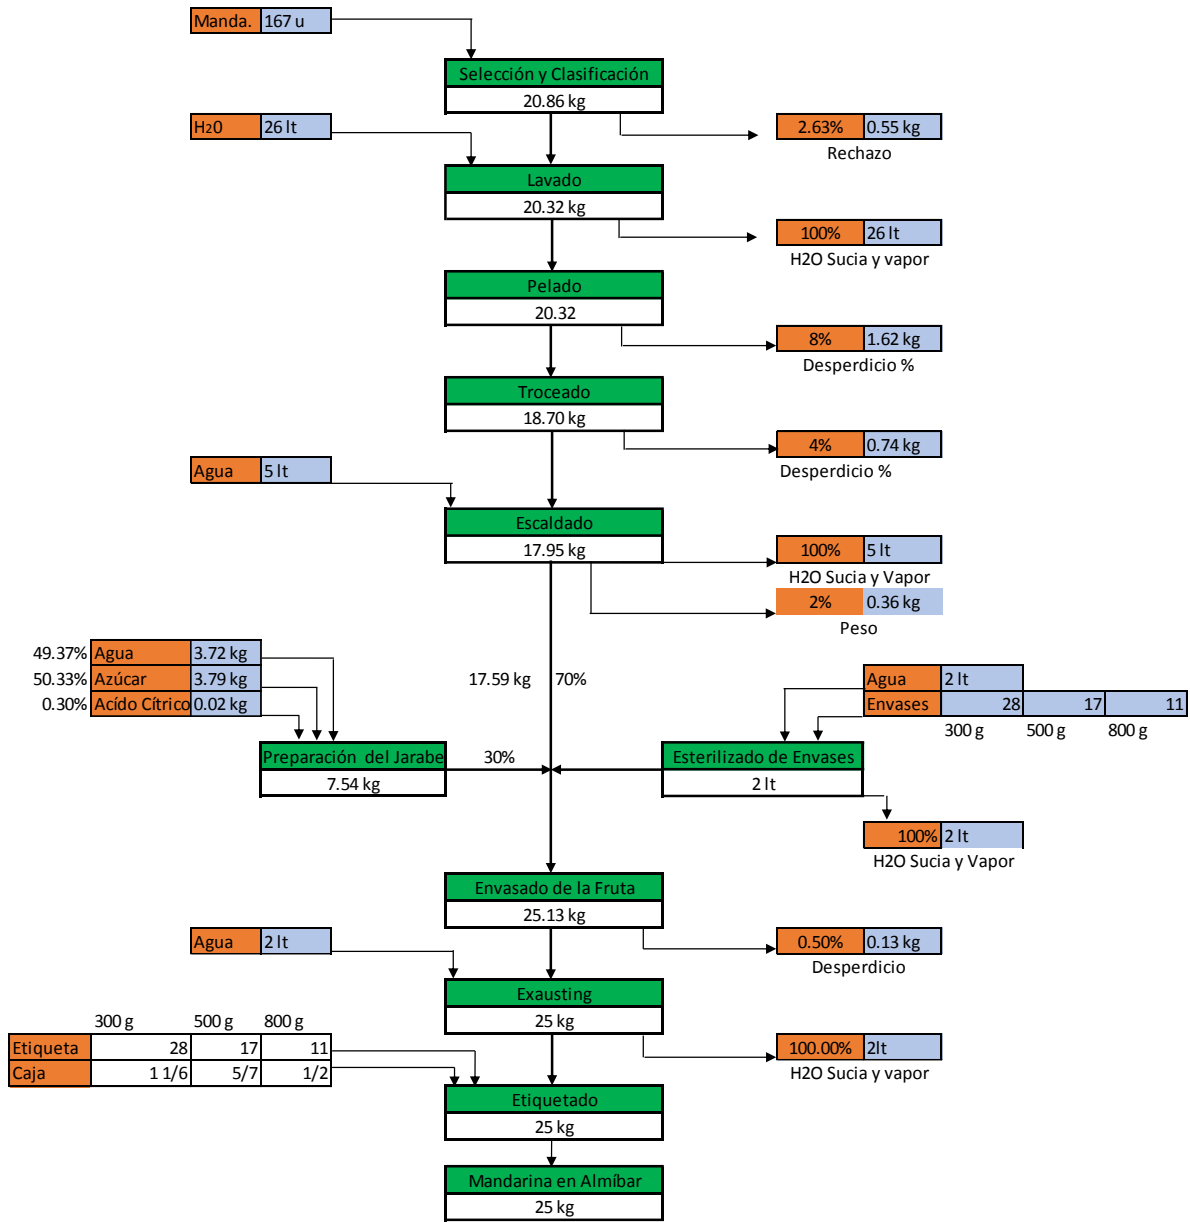 Manda. 167 u
Selección y Clasificación
20.86 kg
H20 26 lt
2.63% 0.55 kg
Rechazo
Lavado
20.32 kg
100% 26 lt
H2O Sucia y vapor
Pelado
20.32
8% 1.62 kg
Desperdicio %
Troceado
18.70 kg
4% 0.74 kg
Desperdicio %
Agua 5 lt
Escaldado
17.95 kg
100% 5 lt
H2O Sucia y Vapor
2% 0.36 kg
Peso
49.37% Agua 3.72 kg
50.33% Azúcar 3.79 kg
0.30% Acído Cítrico 0.02 kg
17.59 kg 70%
Agua 2 lt
Envases 28 17 11
300 g 500 g 800 g
Preparación del Jarabe
7.54 kg
30%
Esterilizado de Envases
2 lt
100% 2 lt
H2O Sucia y Vapor
Envasado de la Fruta
25.13 kg
Agua 2 lt
0.50% 0.13 kg
Desperdicio
Exausting
25 kg
300 g 500 g 800 g
Etiqueta 28 17 11
Caja 1 1/6 5/7 1/2
100.00% 2lt
H2O Sucia y vapor
Etiquetado
25 kg
Mandarina en Almíbar
25 kg